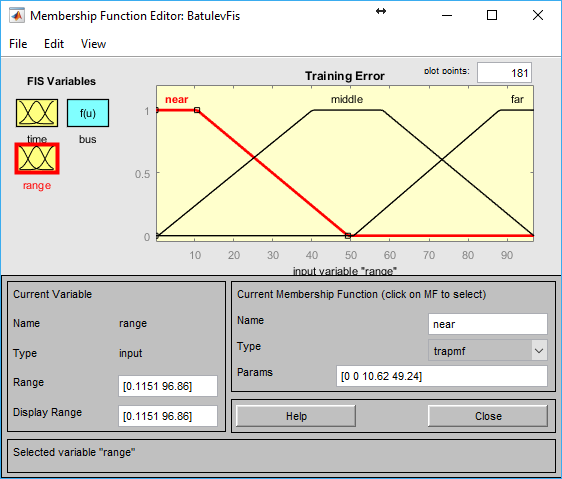 Membership Function Editor: BatulevFis
File Edit View
FIS Variables
time
f(u)
bus
range
Training Error
plot points: 181
near middle far
1
0.5
0
10 20 30 40 50 60 70 80 90
input variable "range"
Current Variable
Name range
Type input
Range [0.1151 96.86]
Display Range [0.1151 96.86]
Current Membership Function (click on MF to select)
Name near
Type trapmf
Params [0 0 10.62 49.24]
Help Close
Selected variable "range"